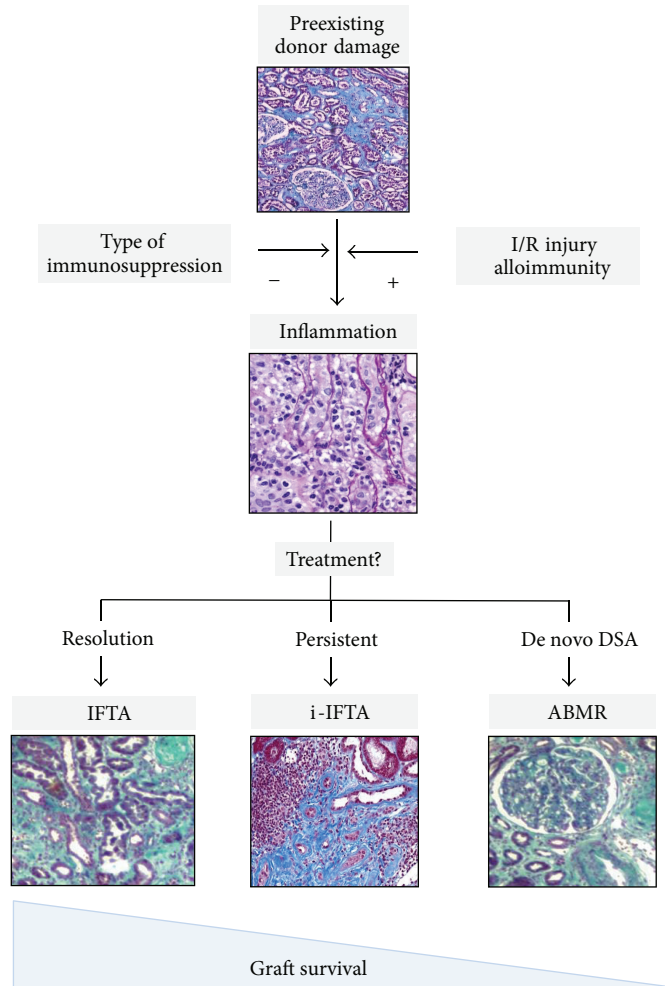 Preexisting
donor damage
Type of
immunosuppression
−
+
I/R injury
alloimmunity
Inflammation
Treatment?
Resolution
Persistent
De novo DSA
IFTA
i-IFTA
ABMR
Graft survival